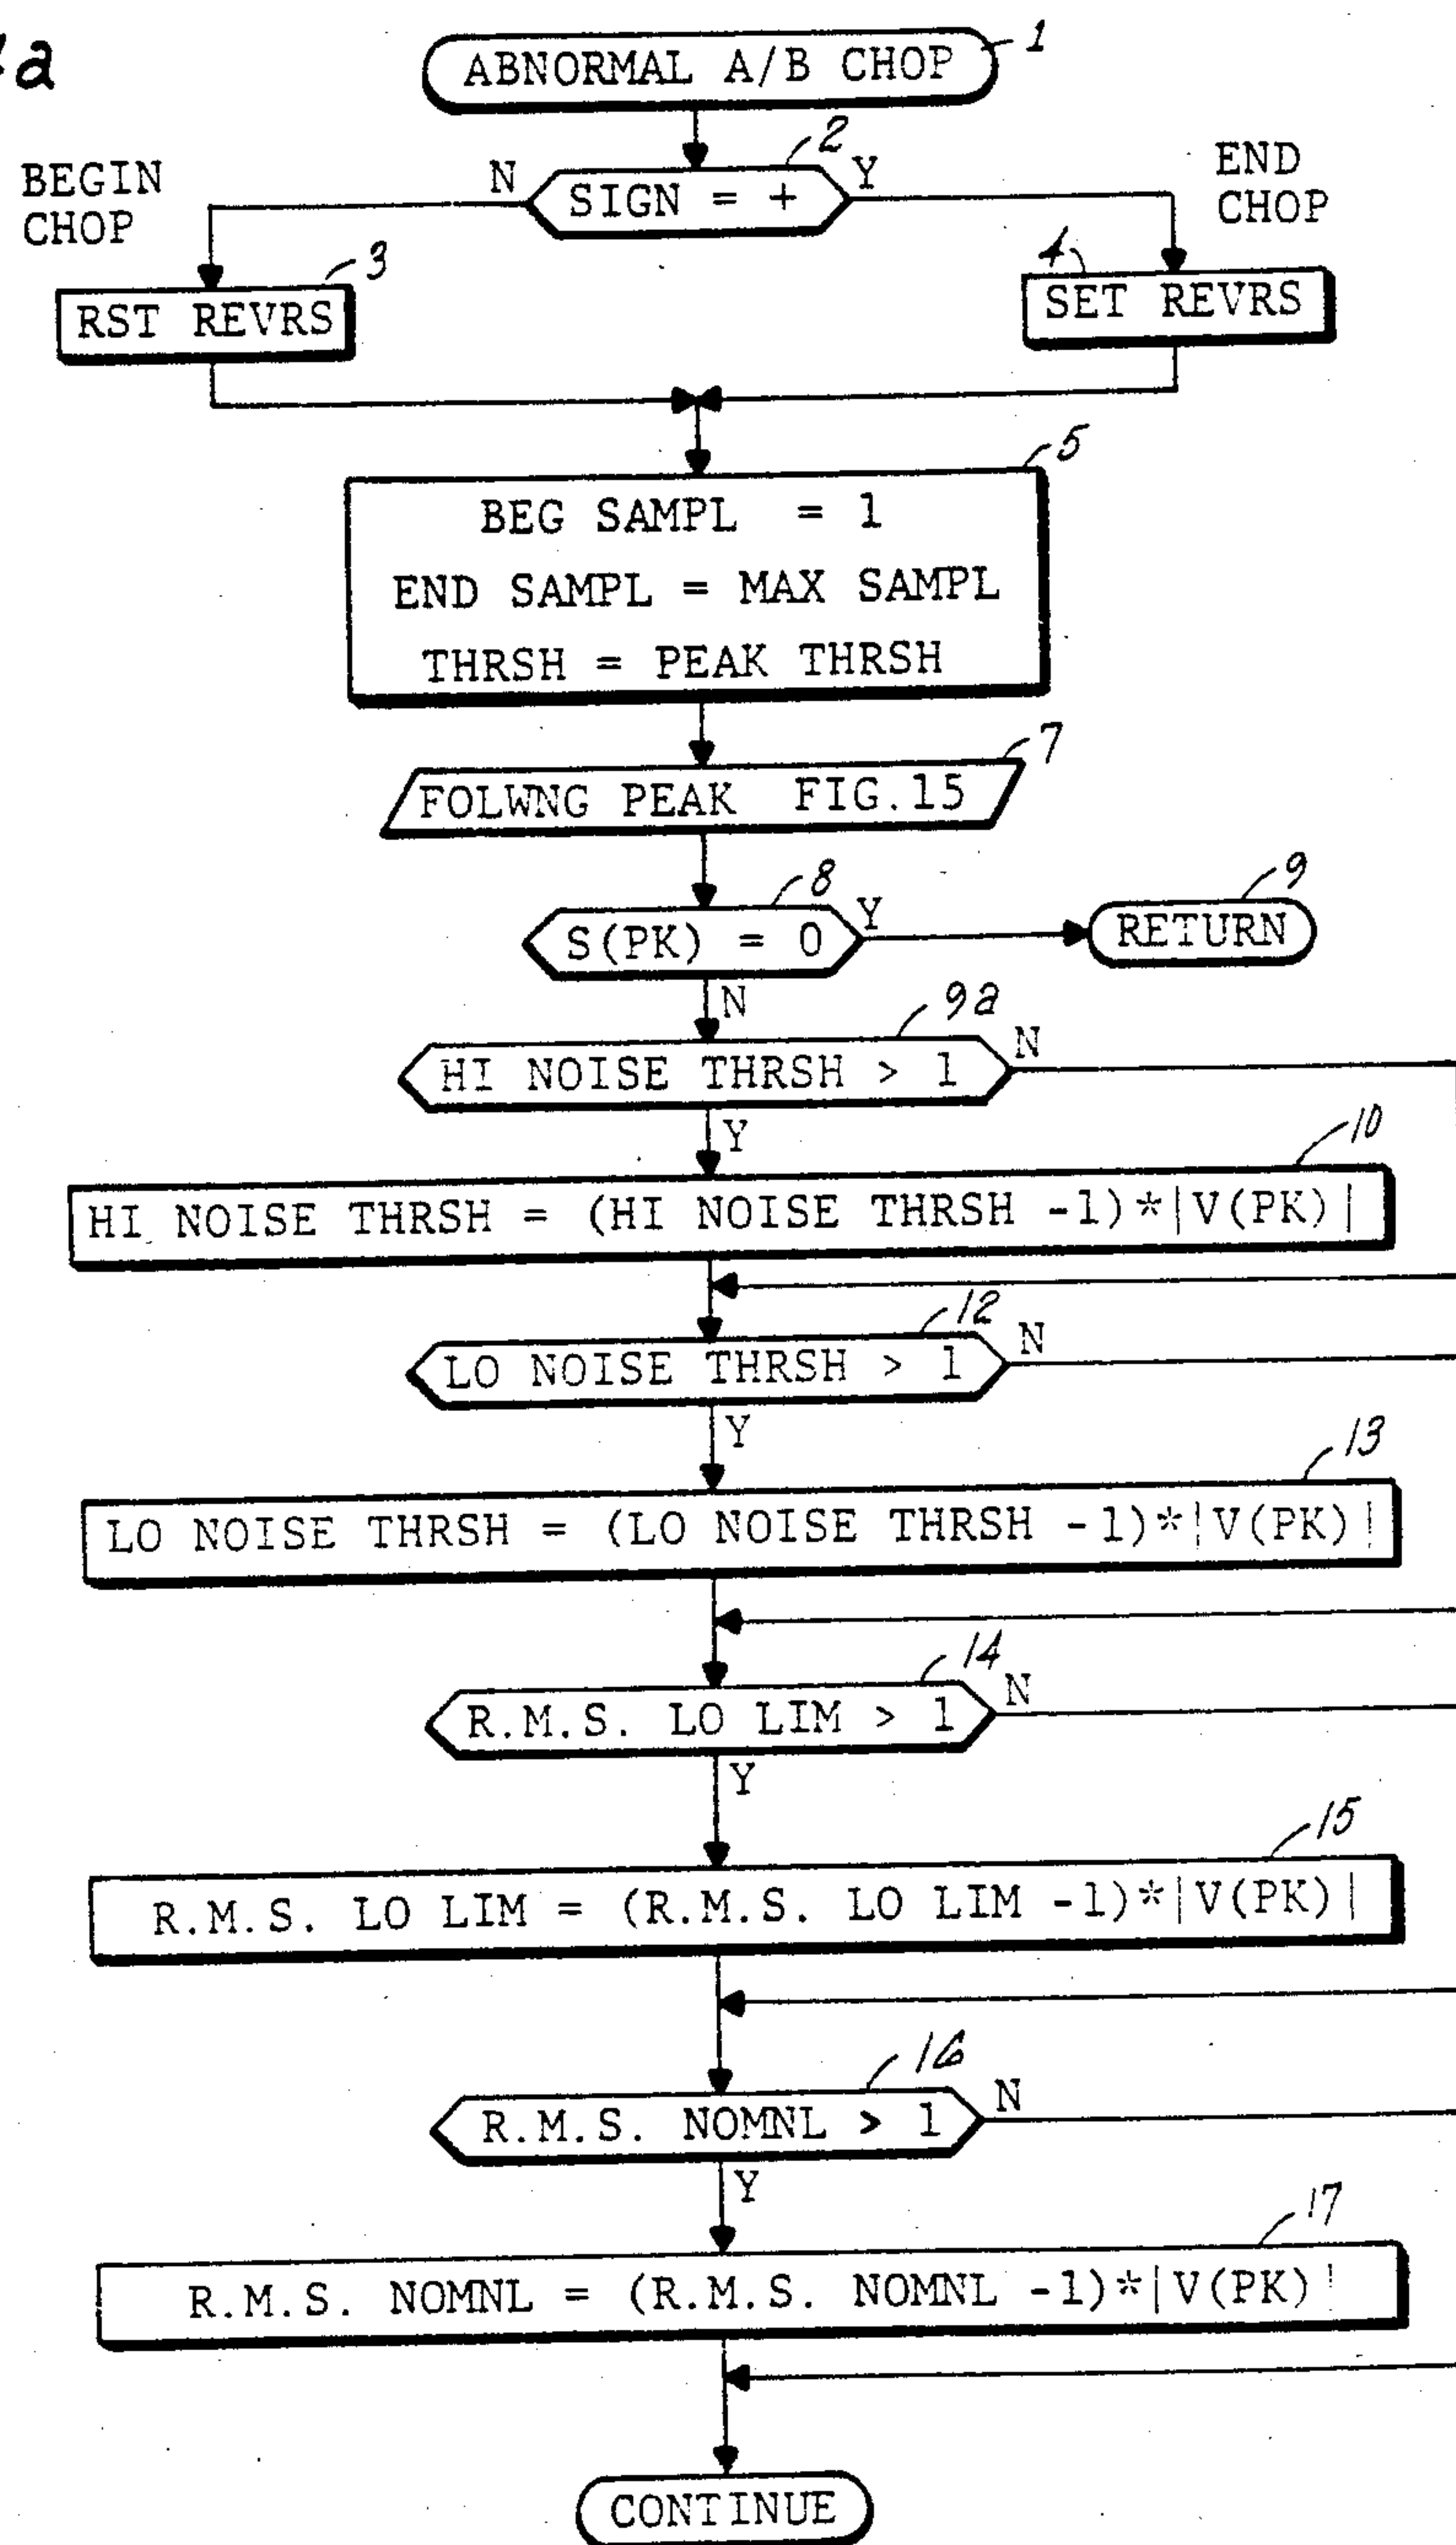 a
ABNORMAL A/B CHOP
1
2
BEGIN
CHOP
N
SIGN = +
Y
END
CHOP
3
RST REVRS
4
SET REVRS
5
BEG SAMPL = 1
END SAMPL = MAX SAMPL
THRSH = PEAK THRSH
7
FOLWNG PEAK FIG.15
8
S(PK) = 0
Y
9
RETURN
N
9a
HI NOISE THRSH > 1
N
Y
10
HI NOISE THRSH = (HI NOISE THRSH -1)*|V(PK)|
12
LO NOISE THRSH > 1
N
Y
13
LO NOISE THRSH = (LO NOISE THRSH -1)*|V(PK)|
14
R.M.S. LO LIM > 1
N
Y
15
R.M.S. LO LIM = (R.M.S. LO LIM -1)*|V(PK)|
16
R.M.S. NOMNL > 1
N
Y
17
R.M.S. NOMNL = (R.M.S. NOMNL -1)*|V(PK)|
CONTINUE